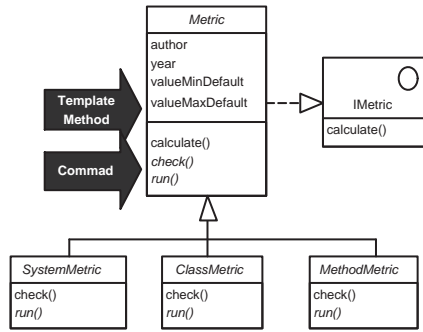 Metric
author
year
valueMinDefault
valueMaxDefault
calculate()
check()
run()
Template
Method
Commad
IMetric
calculate()
SystemMetric
check()
run()
ClassMetric
check()
run()
MethodMetric
check()
run()